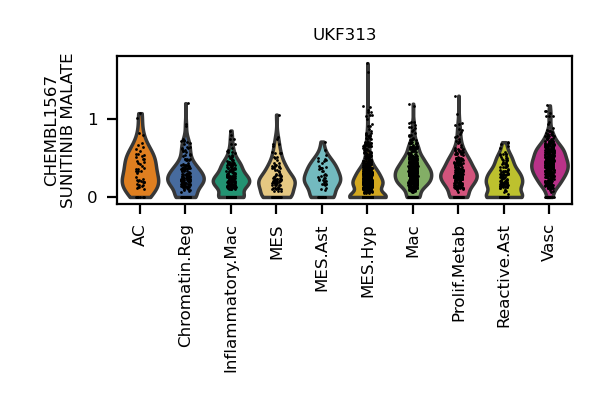 UKF313
CHEMBL1567
SUNITINIB MALATE
1
0
AC
Chromatin.Reg
Inflammatory.Mac
MES
MES.Ast
MES.Hyp
Mac
Prolif.Metab
Reactive.Ast
Vasc